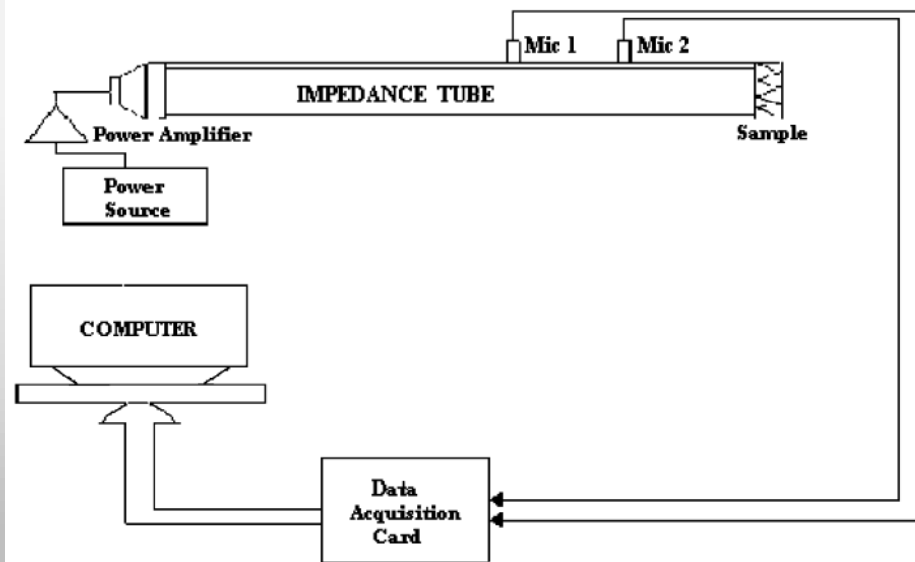 Mic 1
Mic 2
IMPEDANCE TUBE
Power Amplifier
Sample
Power
Source
COMPUTER
Data
Acquisition
Card